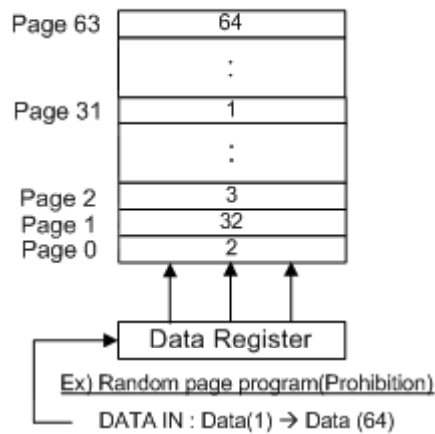 Page 63 64
:
Page 31 1
:
Page 2 3
Page 1 32
Page 0 2
Data Register
Ex) Random page program(Prohibition)
DATA IN : Data(1) → Data (64)